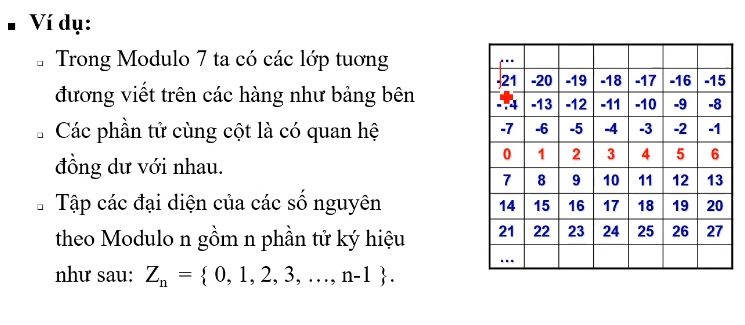 Ví dụ:
Trong Modulo 7 ta có các lớp tuơng
đương viết trên các hàng như bảng bên
Các phần tử cùng cột là có quan hệ
đồng dư với nhau.
Tập các đại diện của các số nguyên
theo Modulo n gồm n phần tử ký hiệu
như sau: Zn = { 0, 1, 2, 3, …, n-1 }.
...
-21 -20 -19 -18 -17 -16 -15
-13 -12 -11 -10 -9 -8
-7 -6 -5 -4 -3 -2 -1
0 1 2 3 4 5 6
7 8 9 10 11 12 13
14 15 16 17 18 19 20
21 22 23 24 25 26 27
...